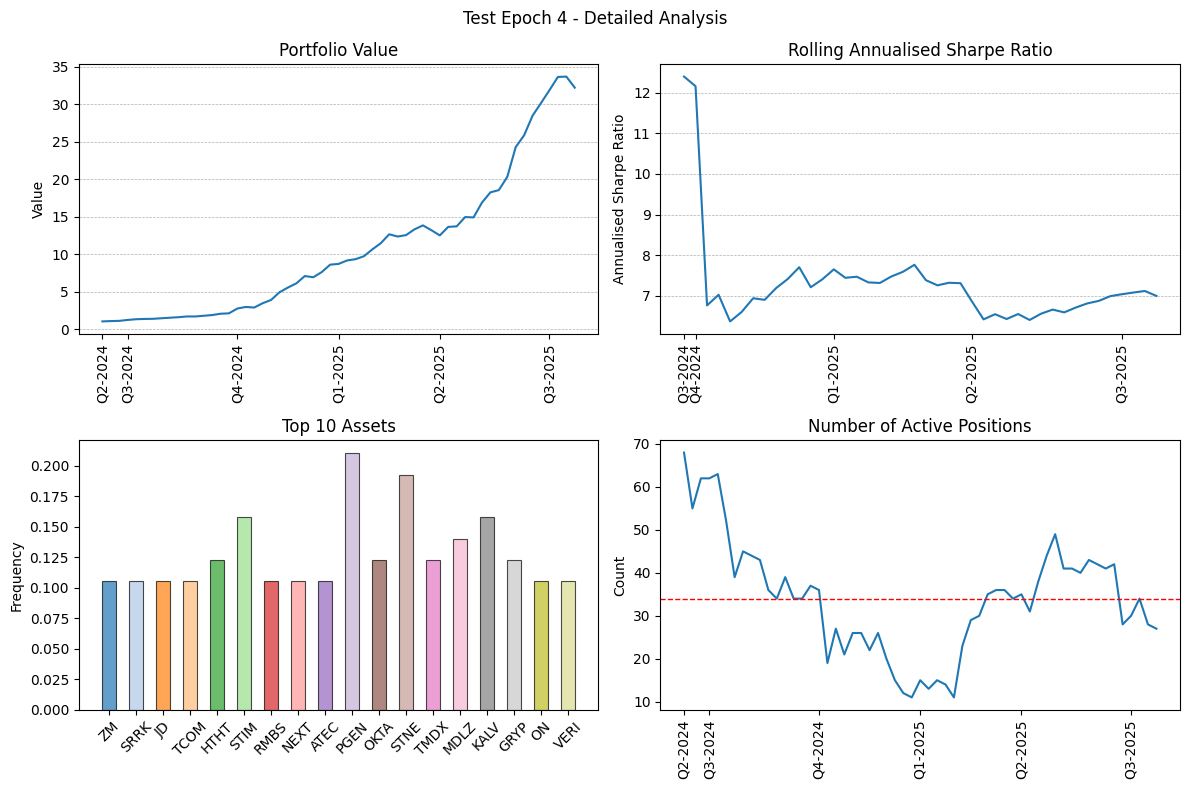 Test Epoch 4 - Detailed Analysis
Portfolio Value
Value
35
30
25
20
15
10
5
0
Q2-2024
Q3-2024
Q4-2024
Q1-2025
Q2-2025
Q3-2025
Rolling Annualised Sharpe Ratio
Annualised Sharpe Ratio
12
11
10
9
8
7
Q3-2024
Q4-2024
Q1-2025
Q2-2025
Q3-2025
Top 10 Assets
Frequency
0.200
0.175
0.150
0.125
0.100
0.075
0.050
0.025
0.000
ZM
SRRK
JD
TCOM
HTHT
STIM
RMBS
NEXT
ATEC
PGEN
OKTA
STNE
TMDX
MDLZ
KALV
GRYP
ON
VERI
Number of Active Positions
Count
70
60
50
40
30
20
10
Q2-2024
Q3-2024
Q4-2024
Q1-2025
Q2-2025
Q3-2025